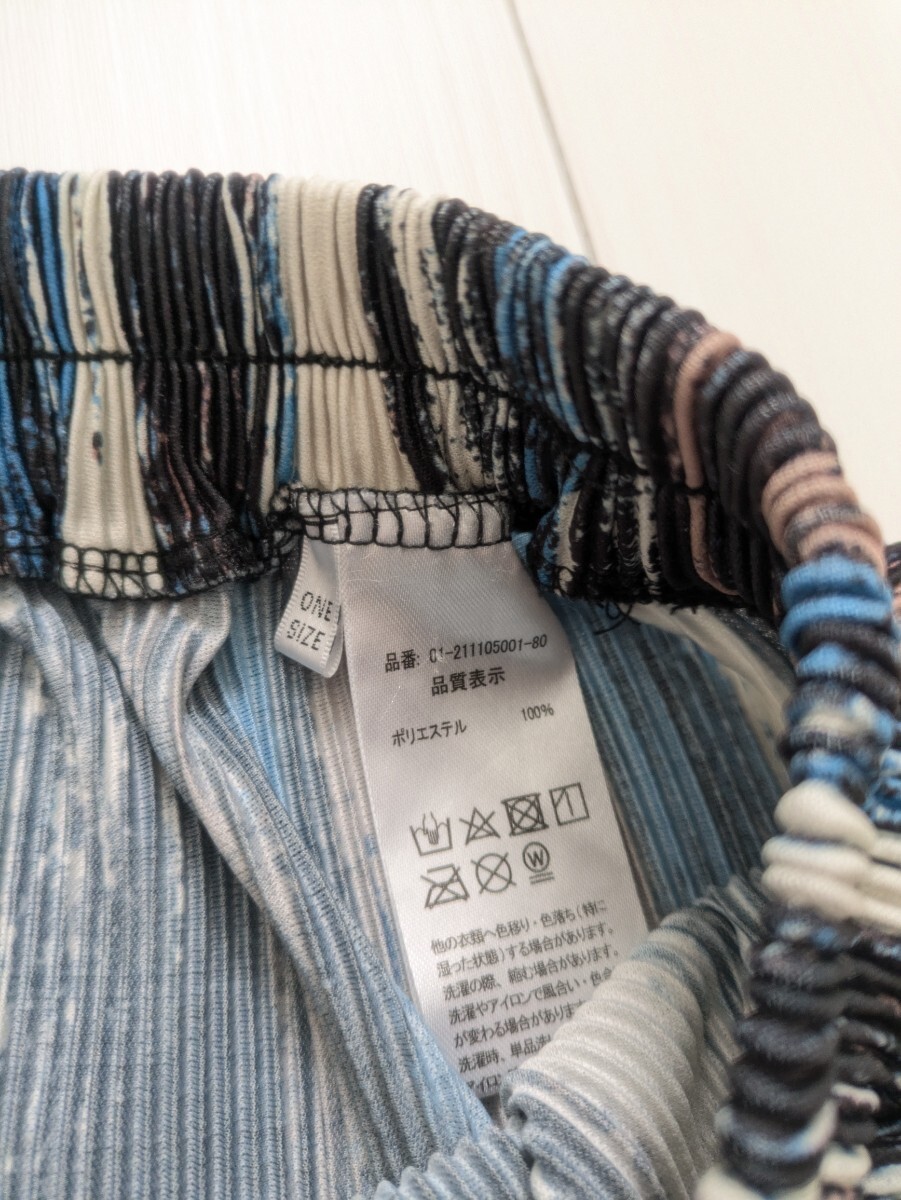 ONE
SIZE
品番: 01-211105001-80
品質表示
ポリエステル 100%
W
他の衣類へ色移り・色落ち(特に
湿った状態)する場合があります。
洗濯の際、縮む場合があります。
洗濯やアイロンで風合い・色合
が変わる場合があります
洗濯時、単品洗
アイロン